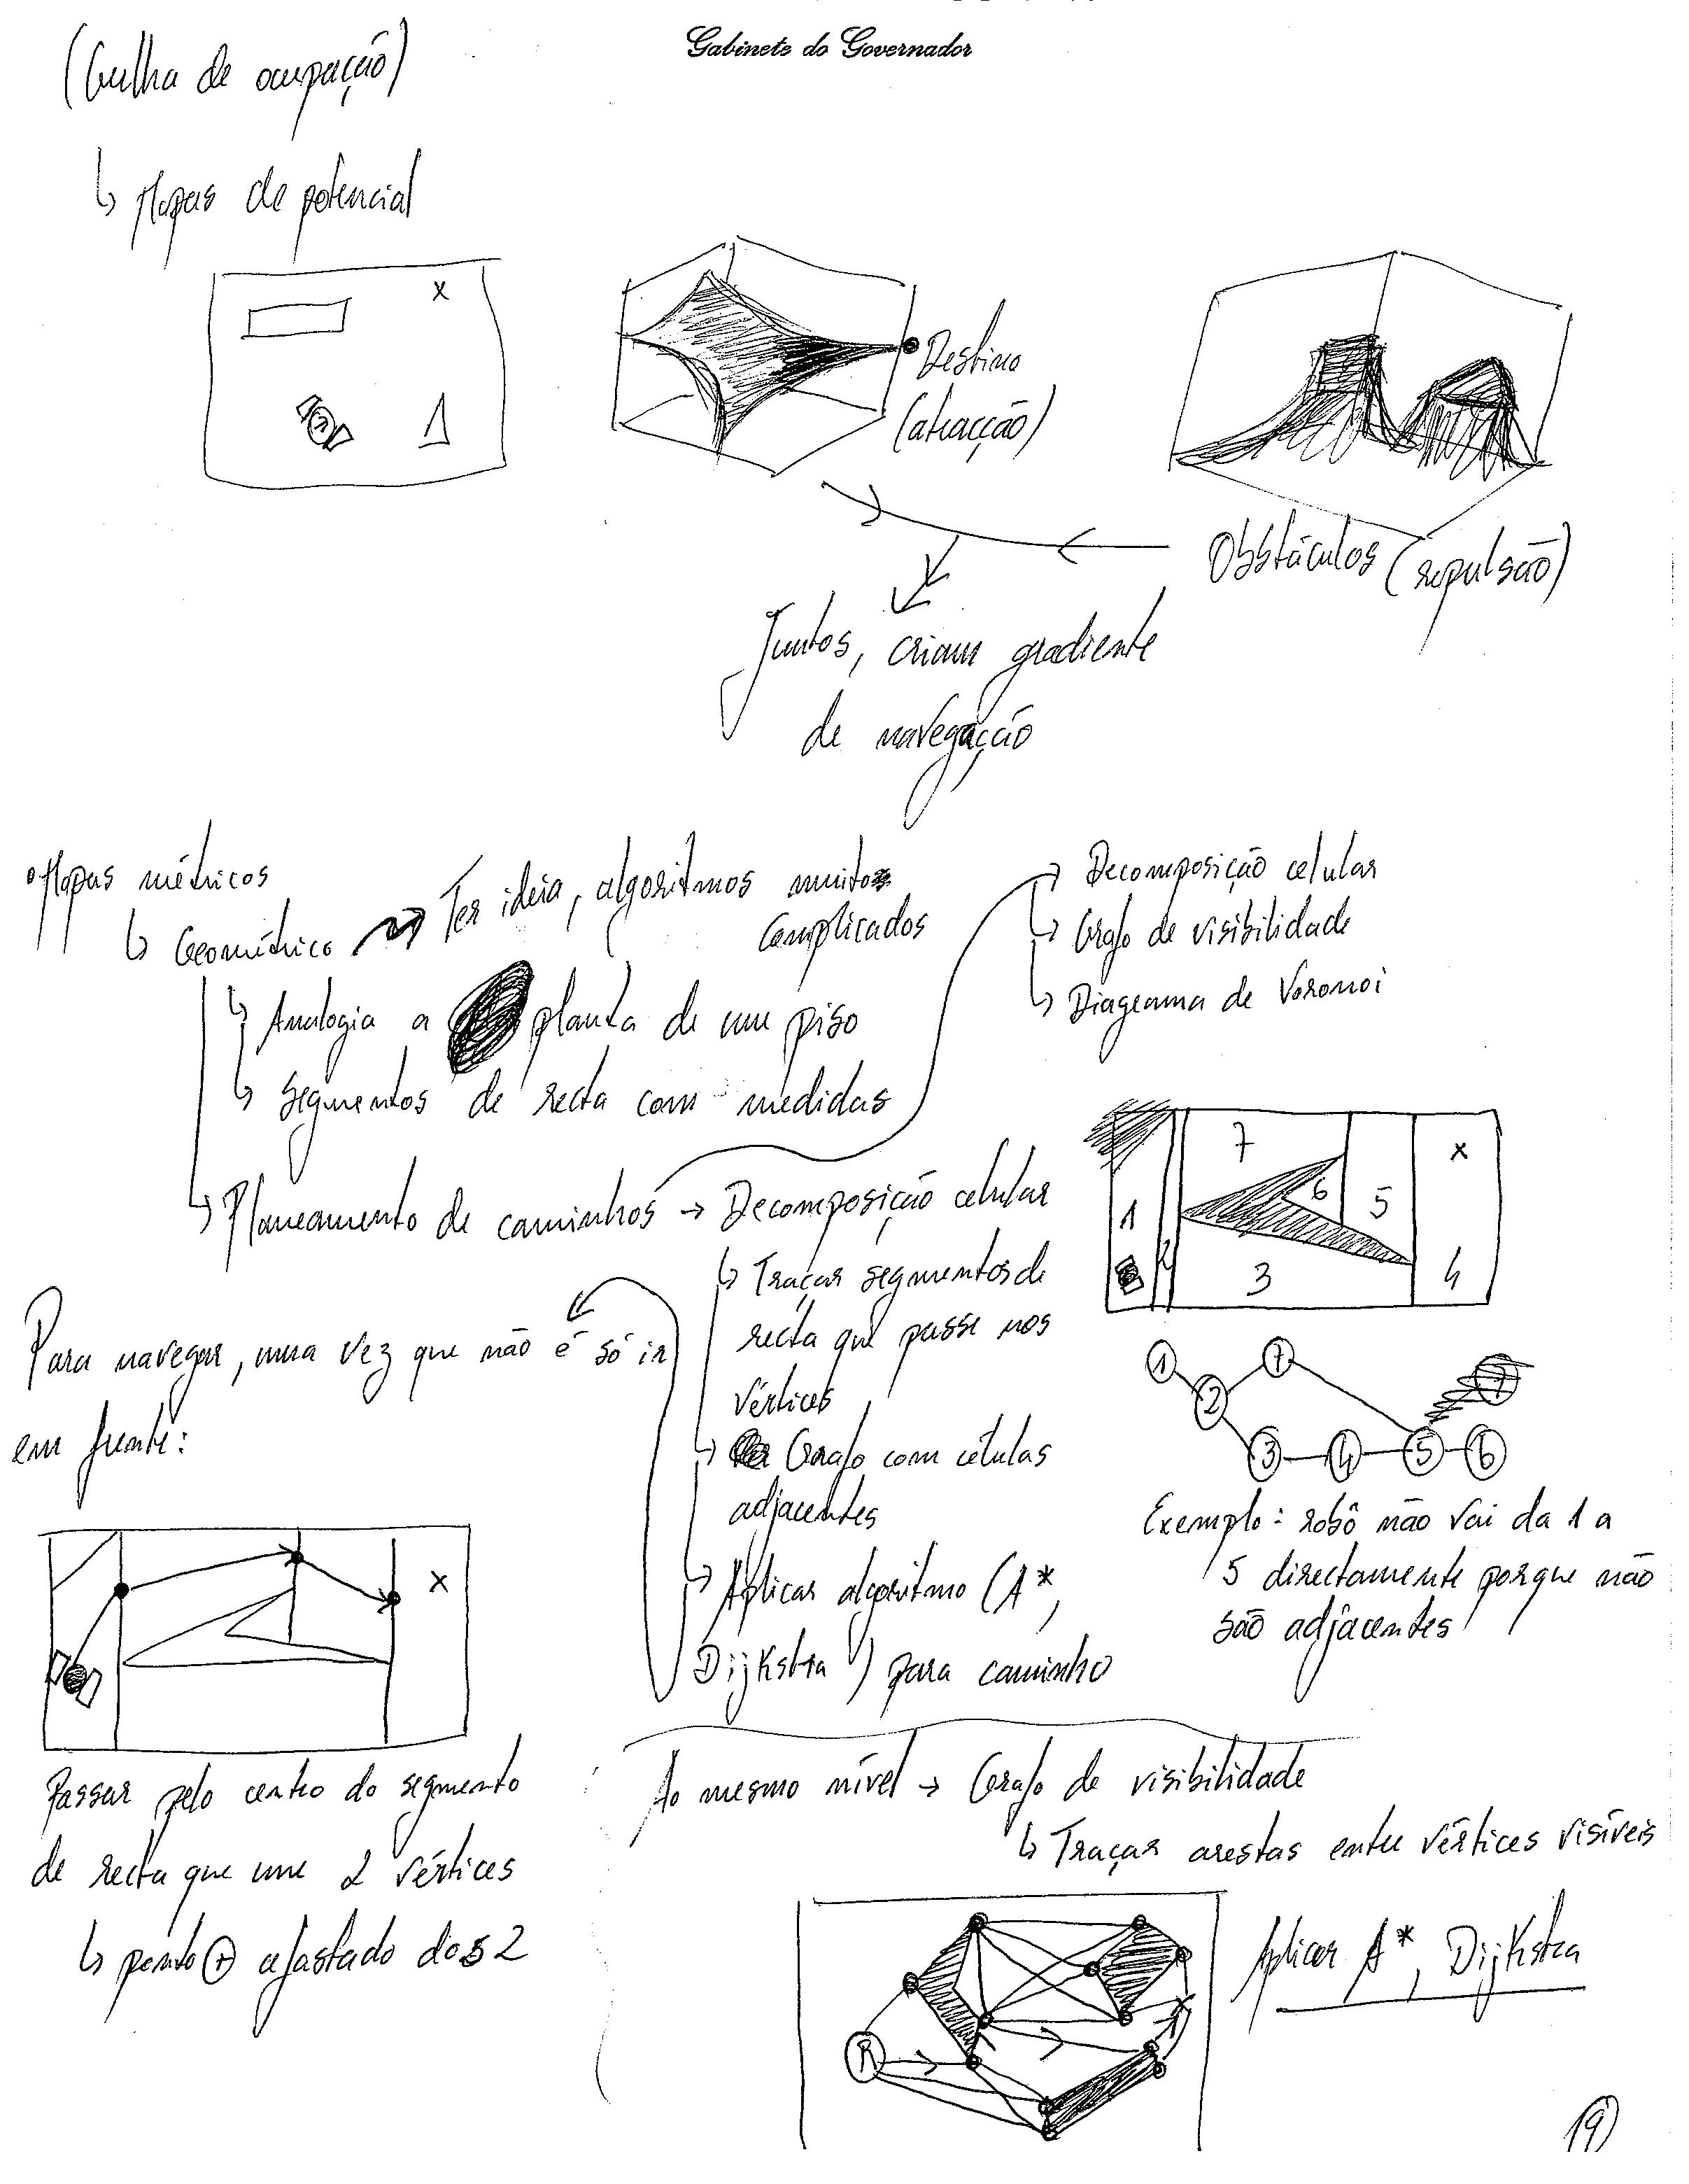 Gabinete do Governador
(Grelha de ocupação)
↳ Mapas de potencial
x
1
Destino
(atracção)
Obstáculos (repulsão)
Juntos, criam gradiente
de navegação
• Mapas métricos
↳ Geométrico → Ter ideia, algoritmos muito
complicados
↳ Analogia a planta de um piso
↳ Segmentos de recta com medidas
↳ Planeamento de caminhos → Decomposição celular
↳ Decomposição celular
↳ Grafo de visibilidade
↳ Diagrama de Voronoi
↳ Traçar segmentos de
recta que passe nos
vértices
↳ Grafo com células
adjacentes
↳ Aplicar algoritmo (A*,
Dijkstra) para caminho
7 x
1 6 5
2 3 4
1 7
2
3 4 5 6
Exemplo: robô não vai da 1 a
5 directamente porque não
são adjacentes
Para navegar, uma vez que não é só ir
em frente:
x
Passar pelo centro do segmento
de recta que une 2 vértices
↳ ponto + afastado dos 2
Ao mesmo nível → Grafo de visibilidade
↳ Traçar arestas entre vértices visíveis
R
x
Aplicar A*, Dijkstra
19